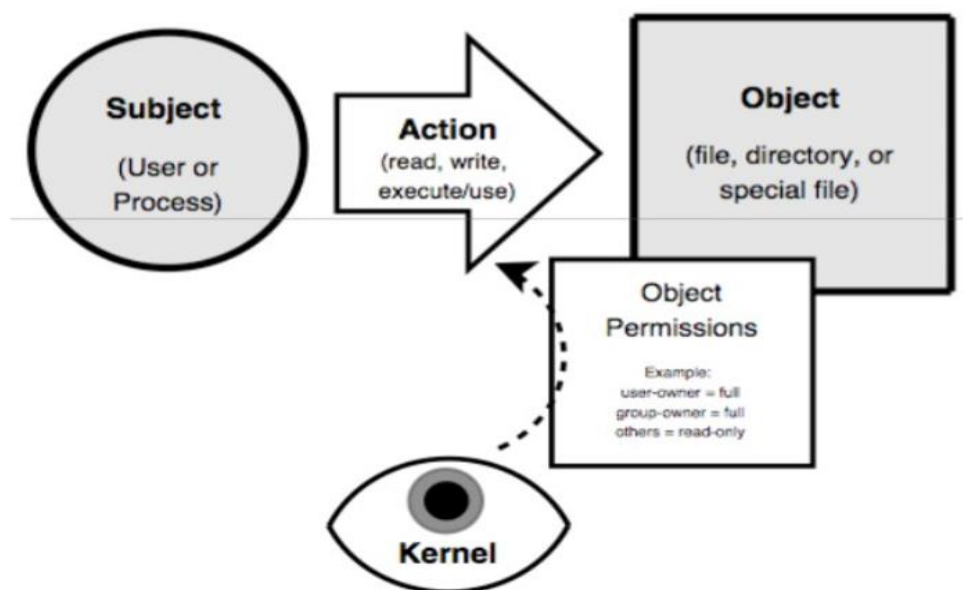 Subject
(User or
Process)
Action
(read, write,
execute/use)
Object
(file, directory, or
special file)
Object
Permissions
Example:
user-owner = full
group-owner = full
others = read-only
Kernel